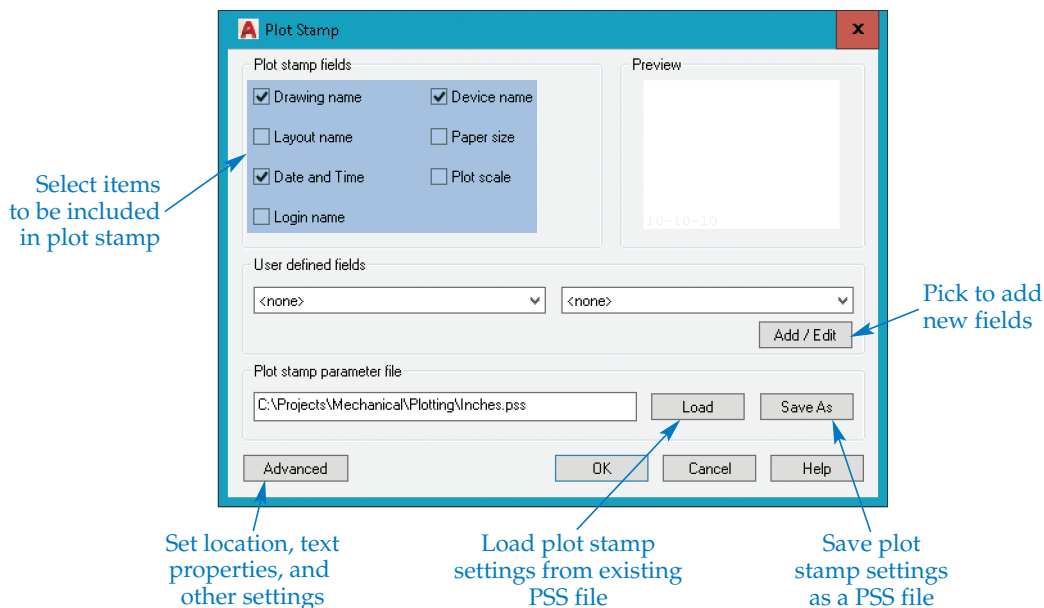 Plot Stamp
x
Plot stamp fields
Drawing name
Device name
Layout name
Paper size
Date and Time
Plot scale
Login name
Preview
10-10-10
Select items
to be included
in plot stamp
User defined fields
<none>
<none>
Add / Edit
Pick to add
new fields
Plot stamp parameter file
C:\Projects\Mechanical\Plotting\Inches.pss
Load
Save As
Advanced
OK
Cancel
Help
Set location, text
properties, and
other settings
Load plot stamp
settings from existing
PSS file
Save plot
stamp settings
as a PSS file